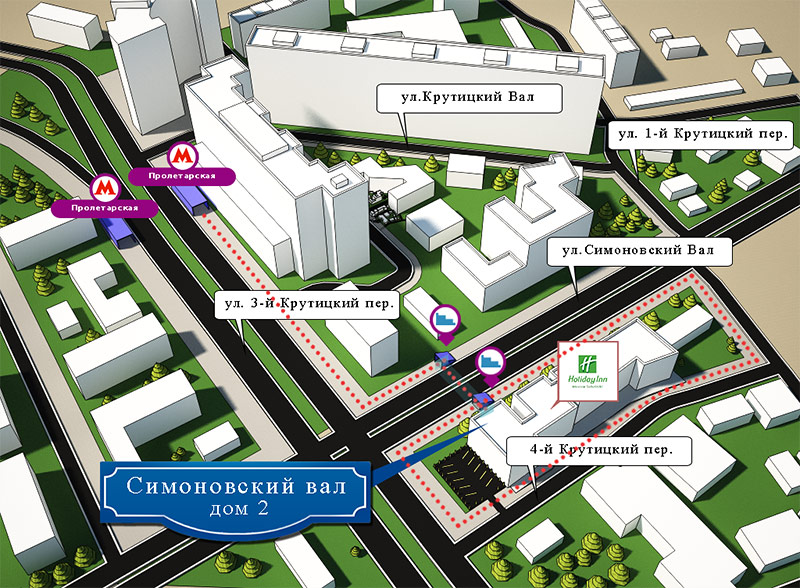 ул.Крутицкий Вал
ул. 1-й Крутицкий пер.
М
Пролетарская
М
Пролетарская
ул.Симоновский Вал
ул. 3-й Крутицкий пер.
H
Holiday Inn
4-й Крутицкий пер.
Симоновский вал
дом 2